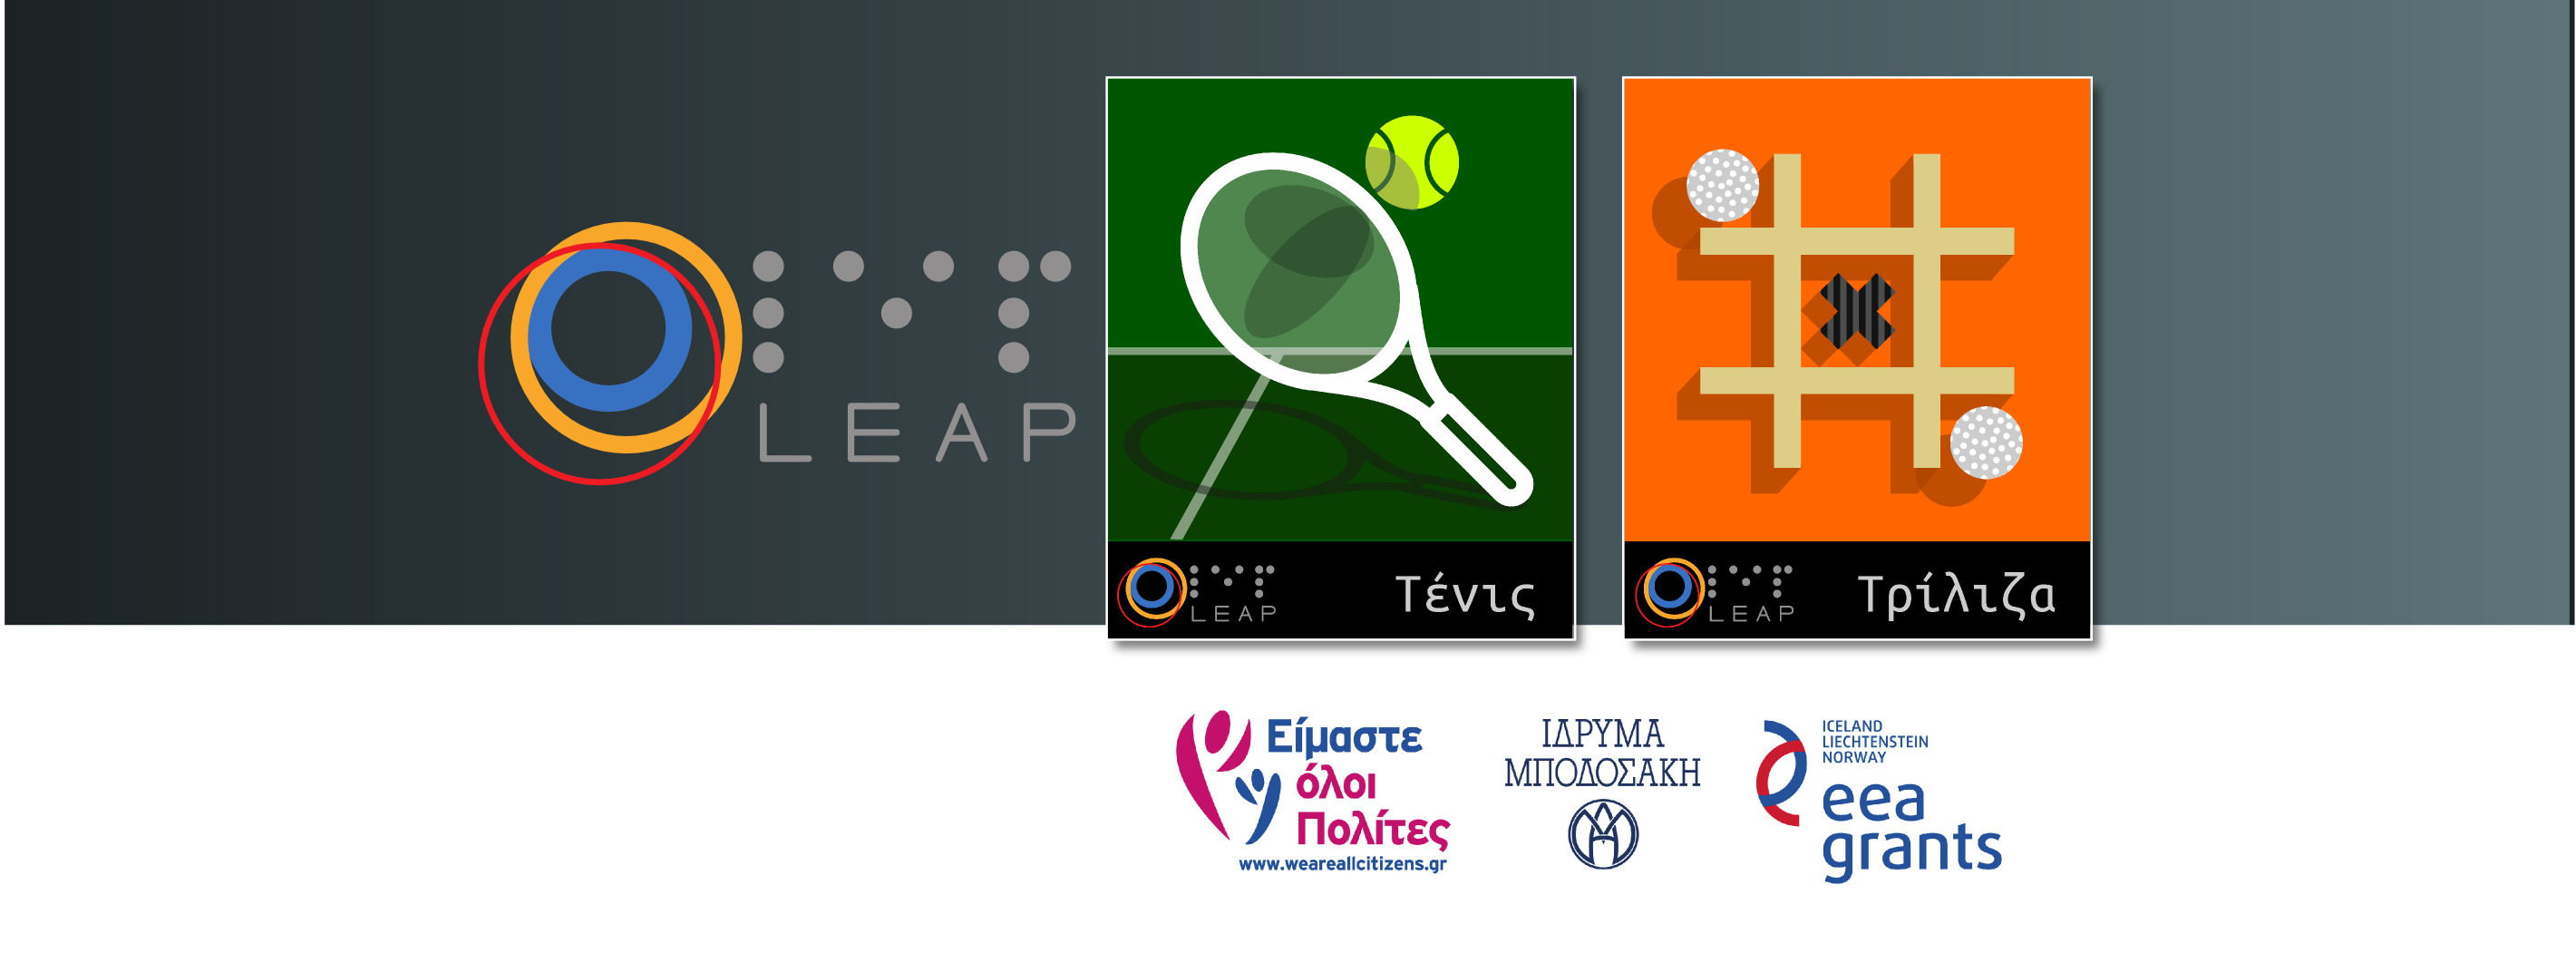 LEAP
LEAP
Τένις
LEAP
Τρίλιζα
Είμαστε
όλοι
Πολίτες
www.weareallcitizens.gr
ΙΔΡΥΜΑ
ΜΠΟΔΟΣΑΚΗ
ICELAND
LIECHTENSTEIN
NORWAY
eea
grants